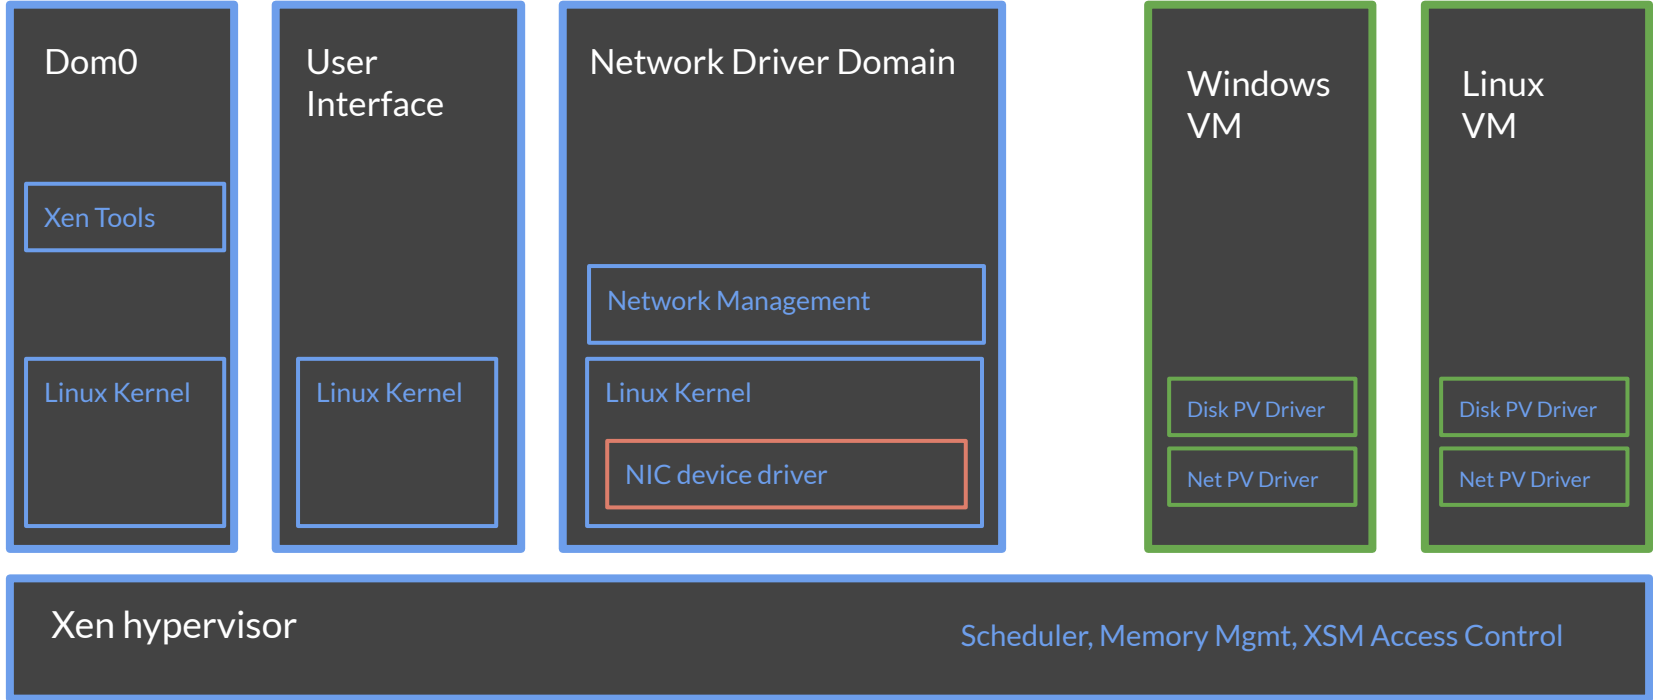 Dom0
Xen Tools
Linux Kernel
User
Interface
Linux Kernel
Network Driver Domain
Network Management
Linux Kernel
NIC device driver
Windows
VM
Disk PV Driver
Net PV Driver
Linux
VM
Disk PV Driver
Net PV Driver
Xen hypervisor
Scheduler, Memory Mgmt, XSM Access Control